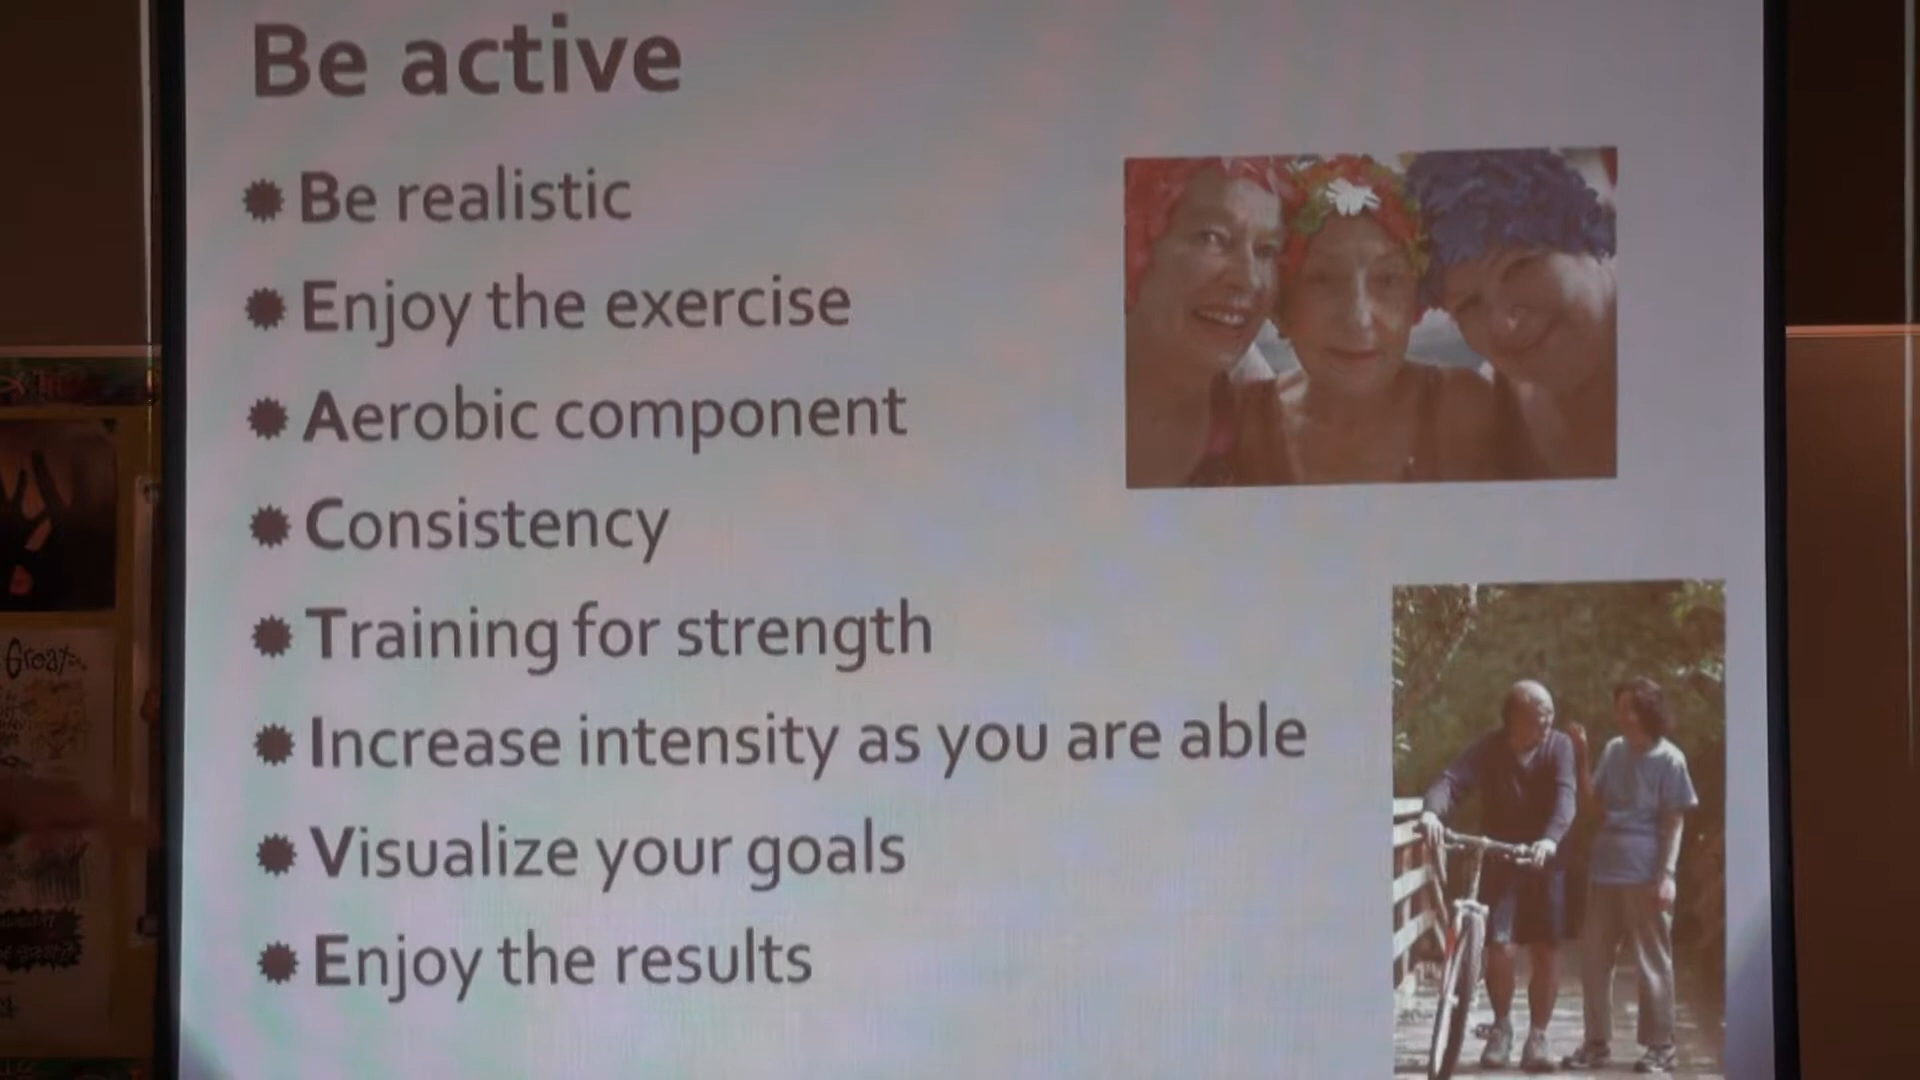 Be active
Be realistic
Enjoy the exercise
Aerobic component
Consistency
Training for strength
Increase intensity as you are able
Visualize your goals
Enjoy the results
Great